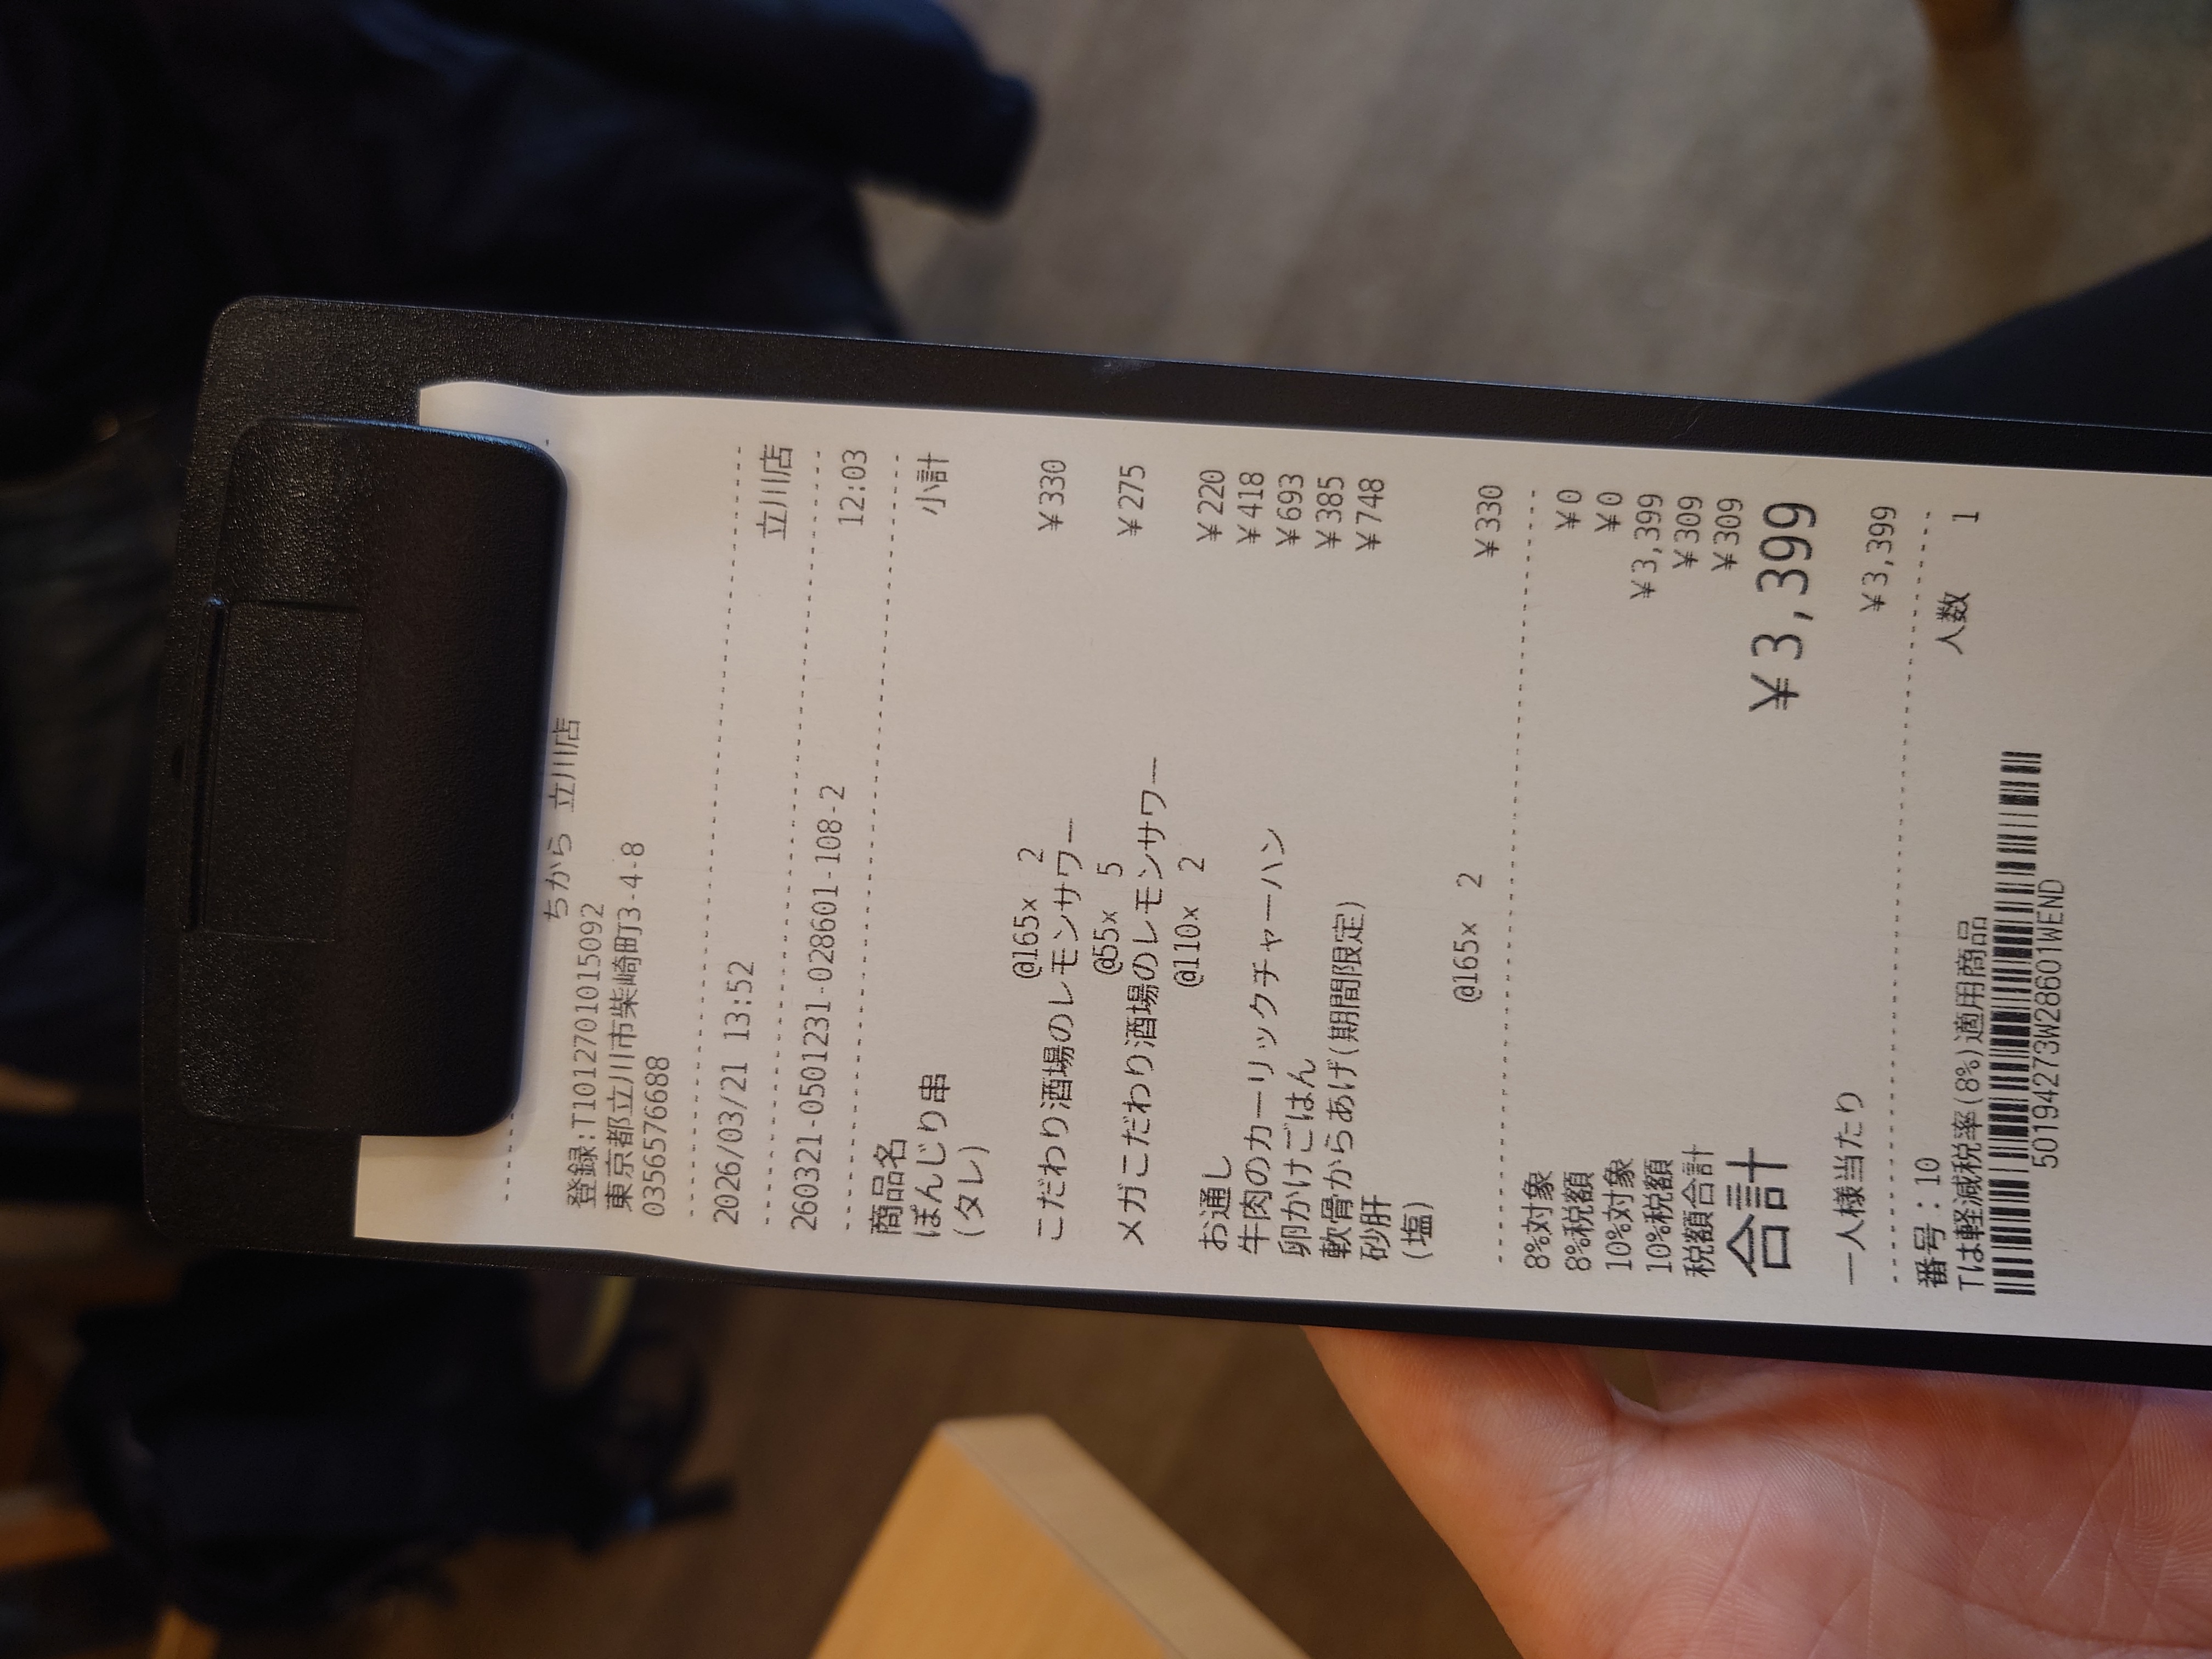 ちから 立川店
登録:T1012701015092
東京都立川市柴崎町3-4-8
0356576688
2026/03/21 13:52 立川店
260321-0501231-028601-108-2 12:03
商品名 小計
ぼんじり串
(タレ)
@165x 2 ¥330
こだわり酒場のレモンサワー
@55x 5 ¥275
メガこだわり酒場のレモンサワー
@110x 2 ¥220
お通し ¥418
牛肉のガーリックチャーハン ¥693
卵かけごはん ¥385
軟骨からあげ(期間限定) ¥748
砂肝
(塩)
@165x 2 ¥330
8%対象 ¥0
8%税額 ¥0
10%対象 ¥3,399
10%税額 ¥309
税額合計 ¥309
合計 ¥3,399
一人様当たり ¥3,399
番号:10 人数 1
Tは軽減税率(8%)適用商品
50194273W28601WEND